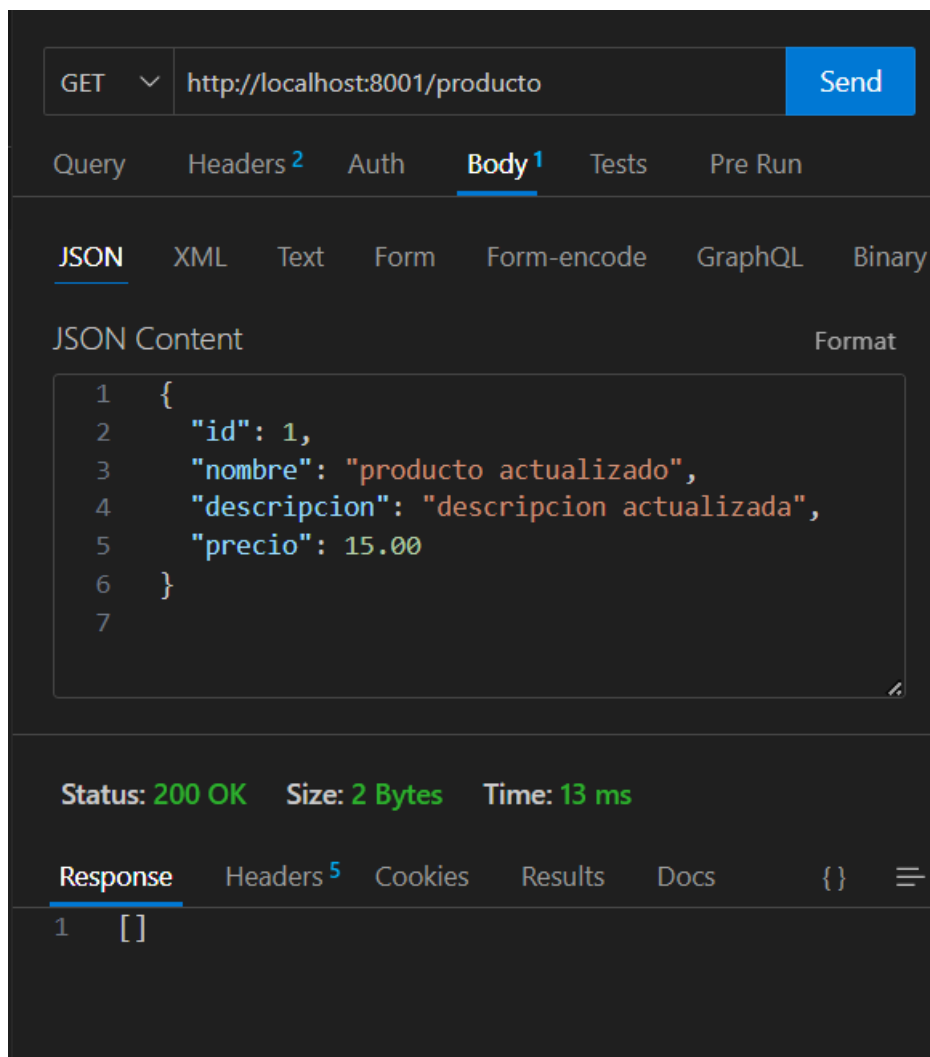 GET http://localhost:8001/producto Send
Query Headers 2 Auth Body 1 Tests Pre Run
JSON XML Text Form Form-encode GraphQL Binary
JSON Content Format
1 {
2 "id": 1,
3 "nombre": "producto actualizado",
4 "descripcion": "descripcion actualizada",
5 "precio": 15.00
6 }
7
Status: 200 OK Size: 2 Bytes Time: 13 ms
Response Headers 5 Cookies Results Docs { }
1 []